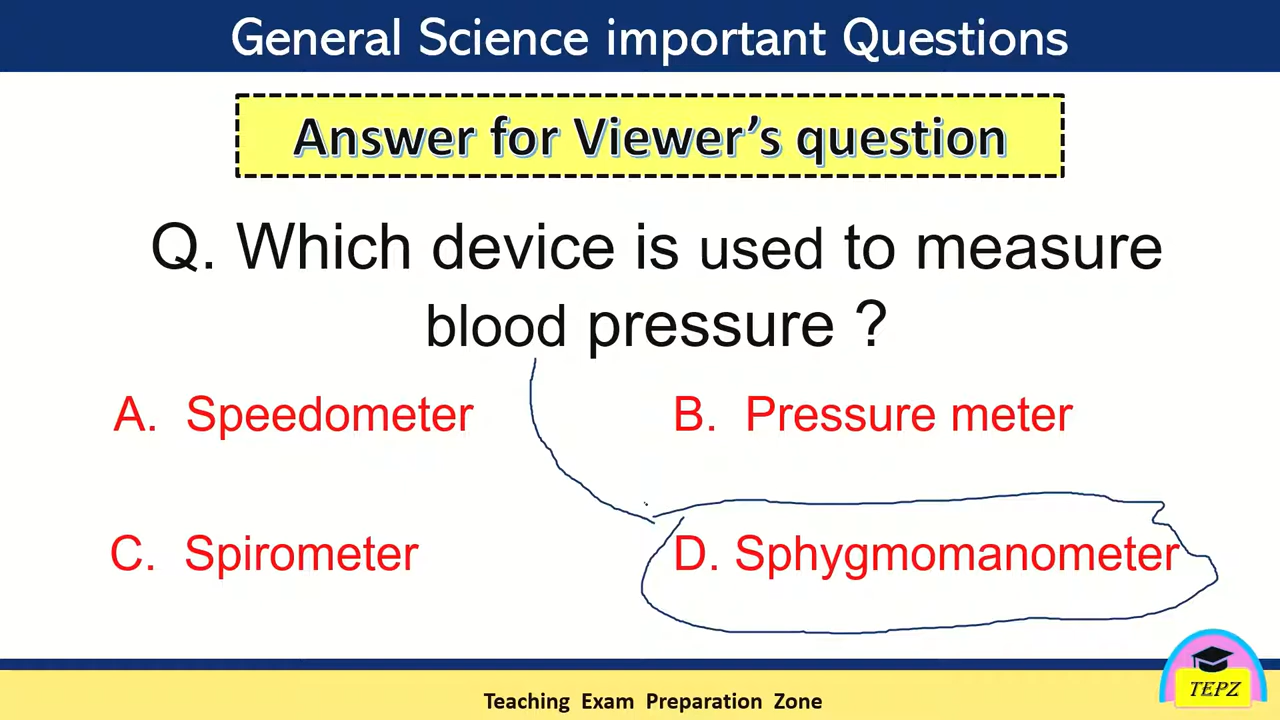 General Science important Questions
Answer for Viewer's question
Q. Which device is used to measure
blood pressure ?
A. Speedometer
B. Pressure meter
C. Spirometer
D. Sphygmomanometer
TEPZ
Teaching Exam Preparation Zone